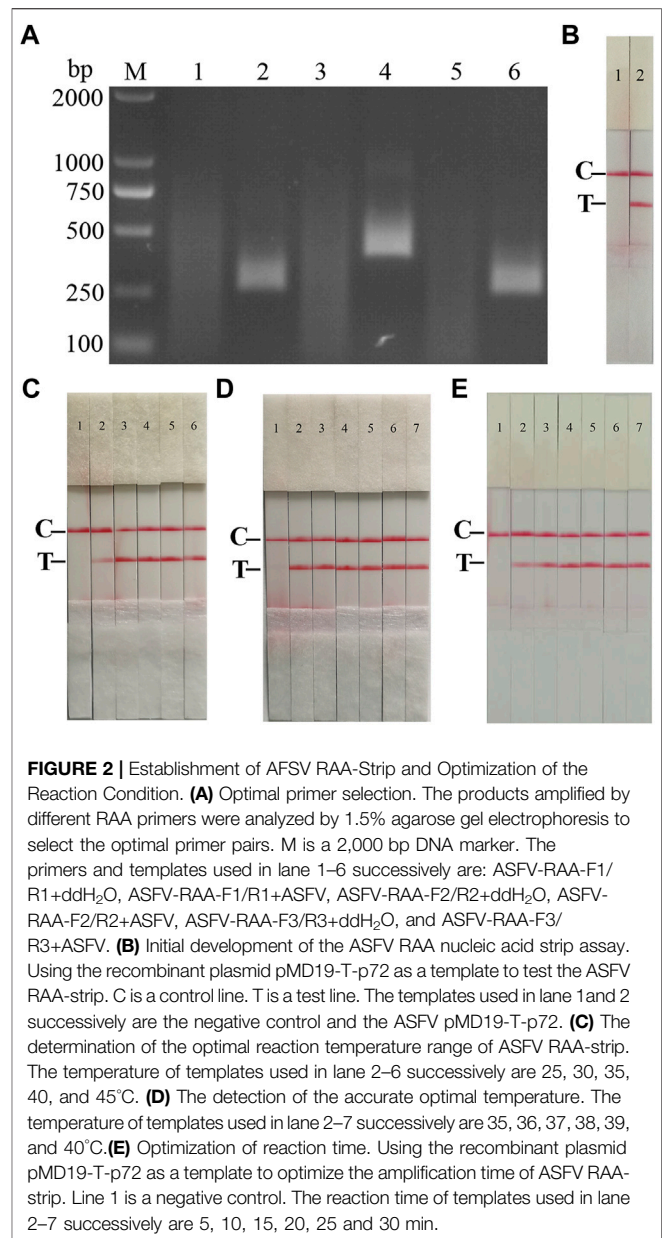 A
bp M 1 2 3 4 5 6
2000
1000
750
500
250
100
B
1 2
C
T
C
1 2 3 4 5 6
C
T
D
1 2 3 4 5 6 7
C
T
E
1 2 3 4 5 6 7
C
T
FIGURE 2 | Establishment of AFSV RAA-Strip and Optimization of the
Reaction Condition. (A) Optimal primer selection. The products amplified by
different RAA primers were analyzed by 1.5% agarose gel electrophoresis to
select the optimal primer pairs. M is a 2,000 bp DNA marker. The
primers and templates used in lane 1–6 successively are: ASFV-RAA-F1/
R1+ddH₂O, ASFV-RAA-F1/R1+ASFV, ASFV-RAA-F2/R2+ddH₂O, ASFV-
RAA-F2/R2+ASFV, ASFV-RAA-F3/R3+ddH₂O, and ASFV-RAA-F3/
R3+ASFV. (B) Initial development of the ASFV RAA nucleic acid strip assay.
Using the recombinant plasmid pMD19-T-p72 as a template to test the ASFV
RAA-strip. C is a control line. T is a test line. The templates used in lane 1and 2
successively are the negative control and the ASFV pMD19-T-p72. (C) The
determination of the optimal reaction temperature range of ASFV RAA-strip.
The temperature of templates used in lane 2–6 successively are 25, 30, 35,
40, and 45°C. (D) The detection of the accurate optimal temperature. The
temperature of templates used in lane 2–7 successively are 35, 36, 37, 38, 39,
and 40°C.(E) Optimization of reaction time. Using the recombinant plasmid
pMD19-T-p72 as a template to optimize the amplification time of ASFV RAA-
strip. Line 1 is a negative control. The reaction time of templates used in lane
2–7 successively are 5, 10, 15, 20, 25 and 30 min.